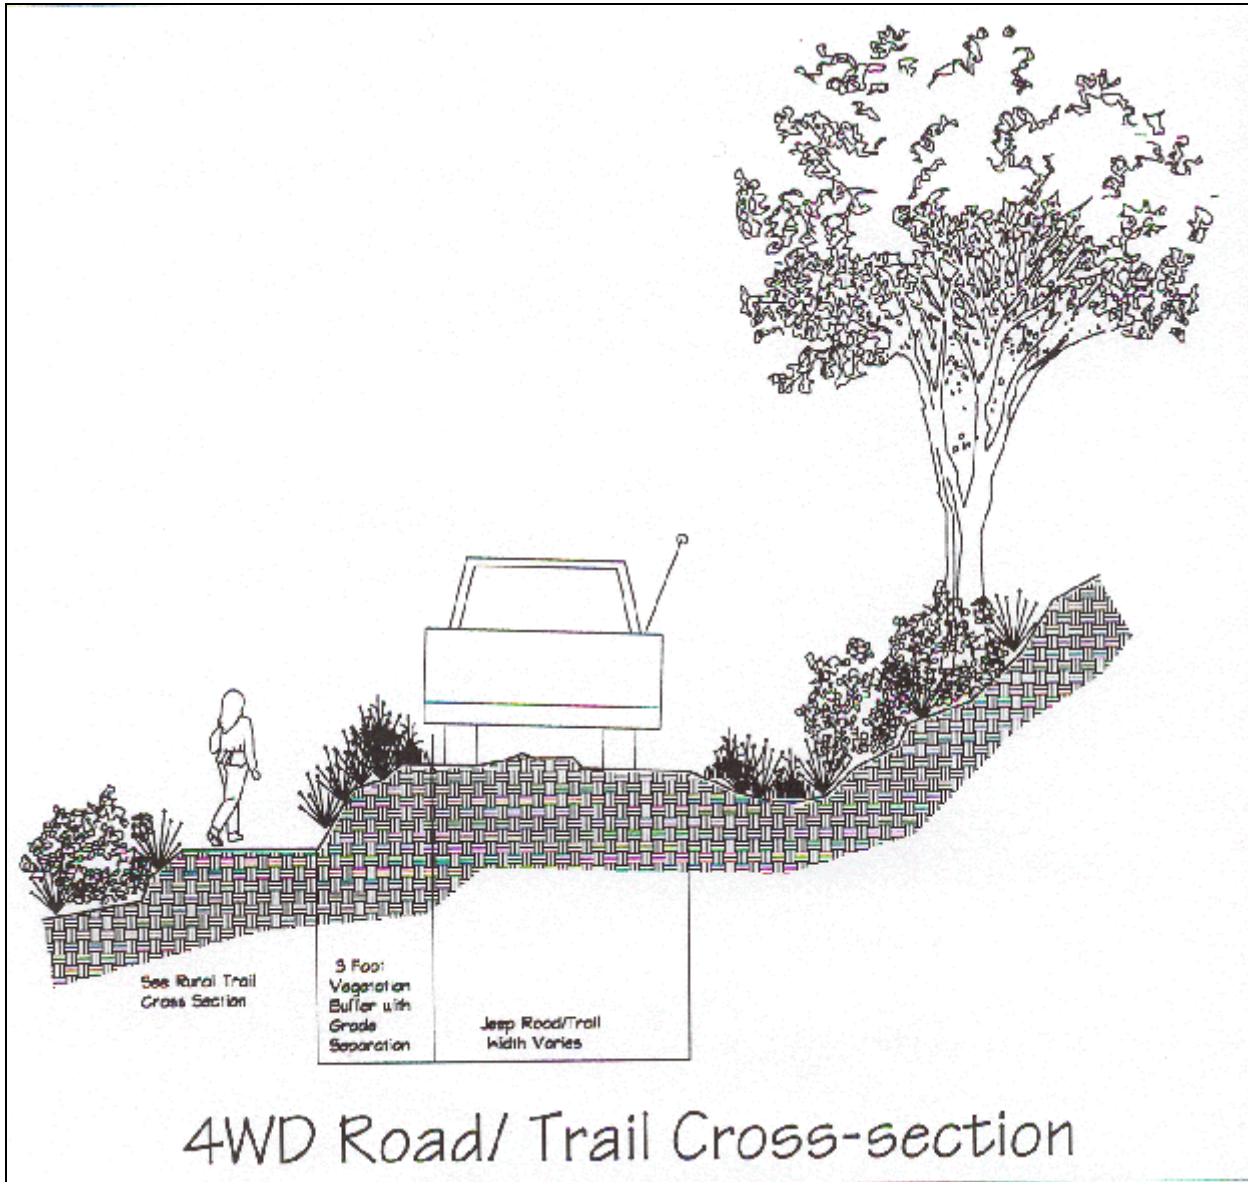 See Rural Trail
Cross Section
3 Foot
Vegetation
Buffer with
Grade
Separation
Jeep Road/Trail
Width Varies
4WD Road/ Trail Cross-section